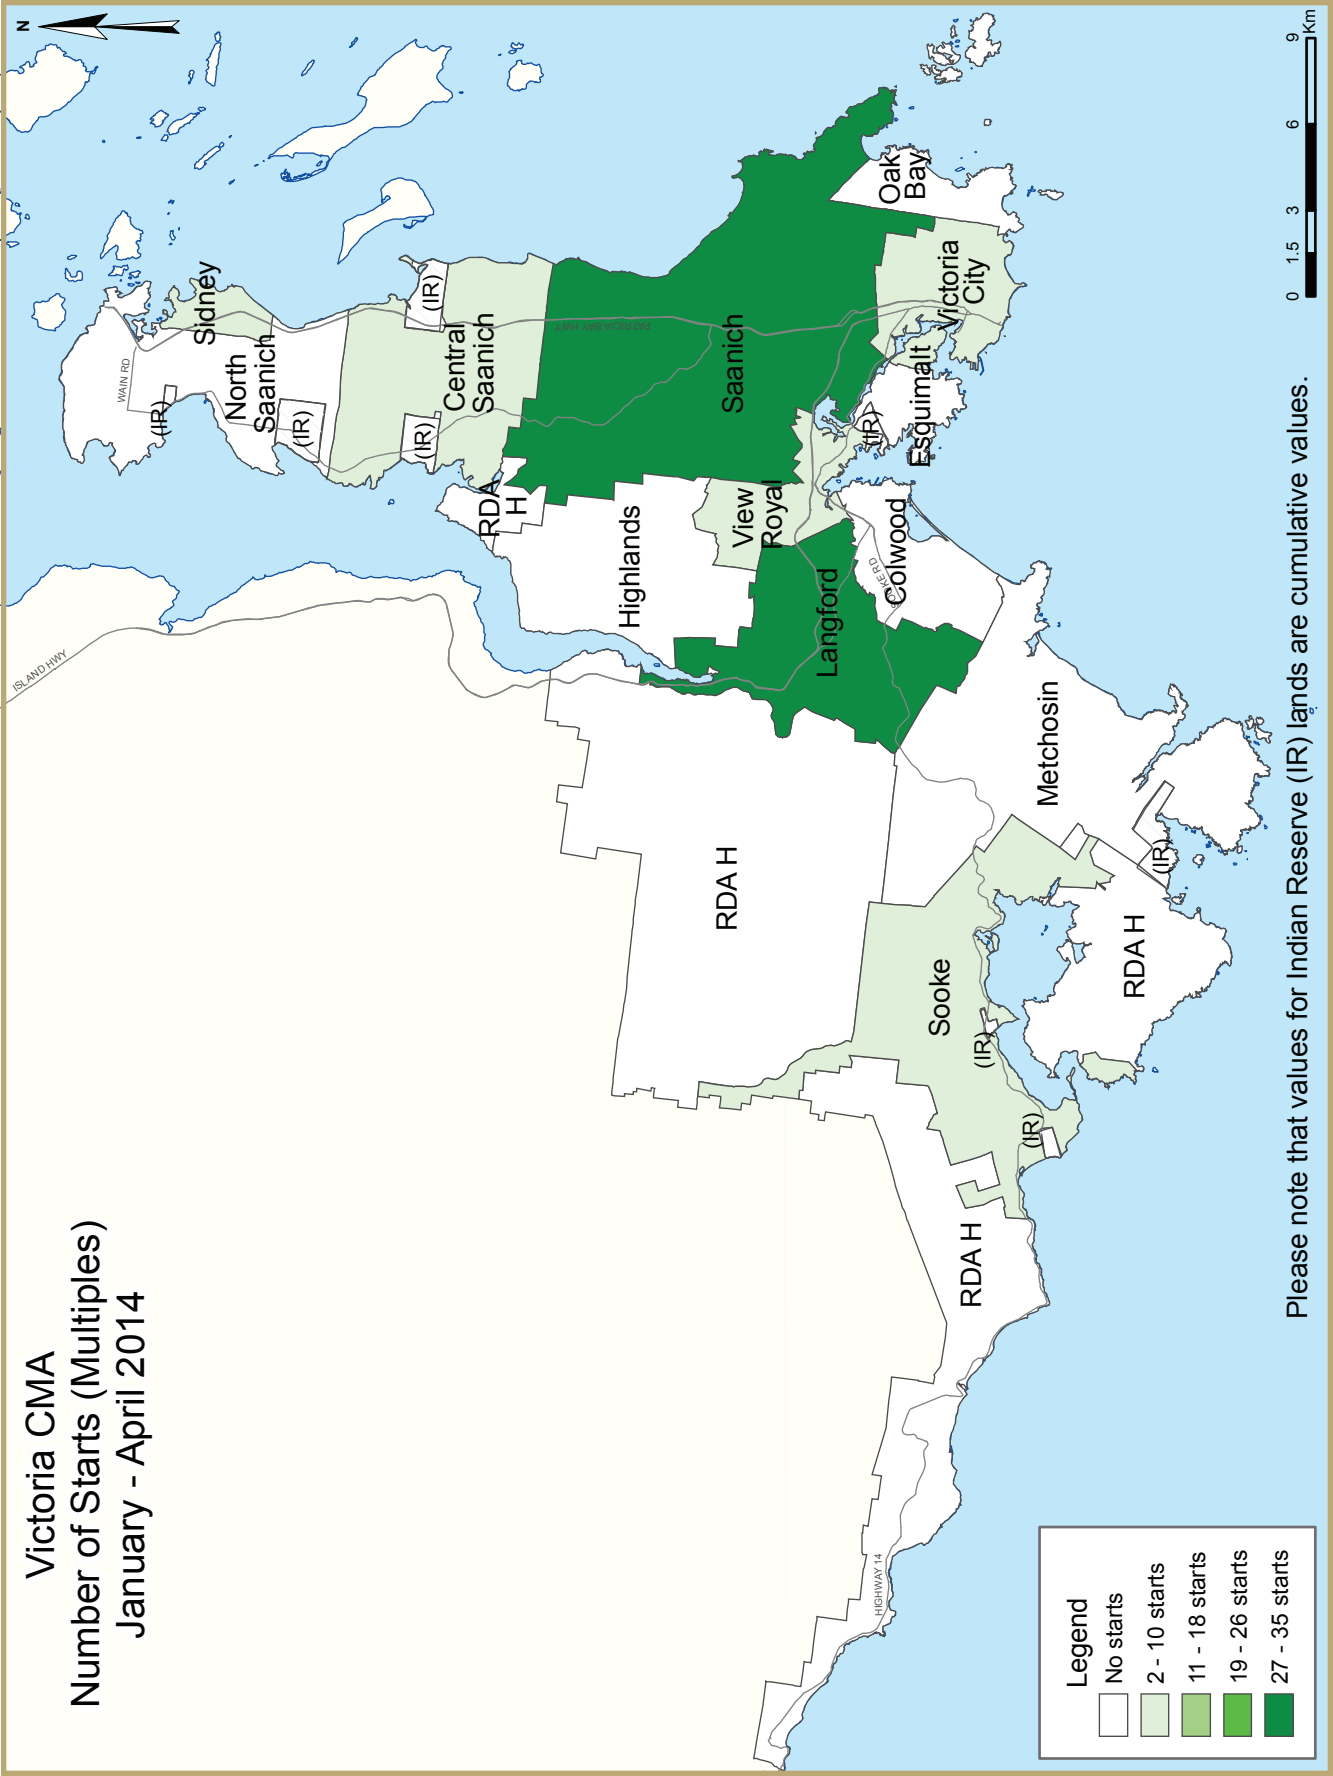 Victoria CMA
Number of Starts (Multiples)
January - April 2014
N
ISLAND HWY
WAIN RD
(IR)
North
Saanich
Sidney
(IR)
(IR)
Central
Saanich
(IR)
RDA
H
PATRICIA BAY HWY
Highlands
Saanich
View
Royal
Langford
Oak
Bay
Victoria
City
Esquimalt
(IR)
Colwood
RDA H
Metchosin
(IR)
Sooke
(IR)
(IR)
RDA H
RDA H
HIGHWAY 14
Legend
No starts
2 - 10 starts
11 - 18 starts
19 - 26 starts
27 - 35 starts
Please note that values for Indian Reserve (IR) lands are cumulative values.
0 1.5 3 6 9
Km